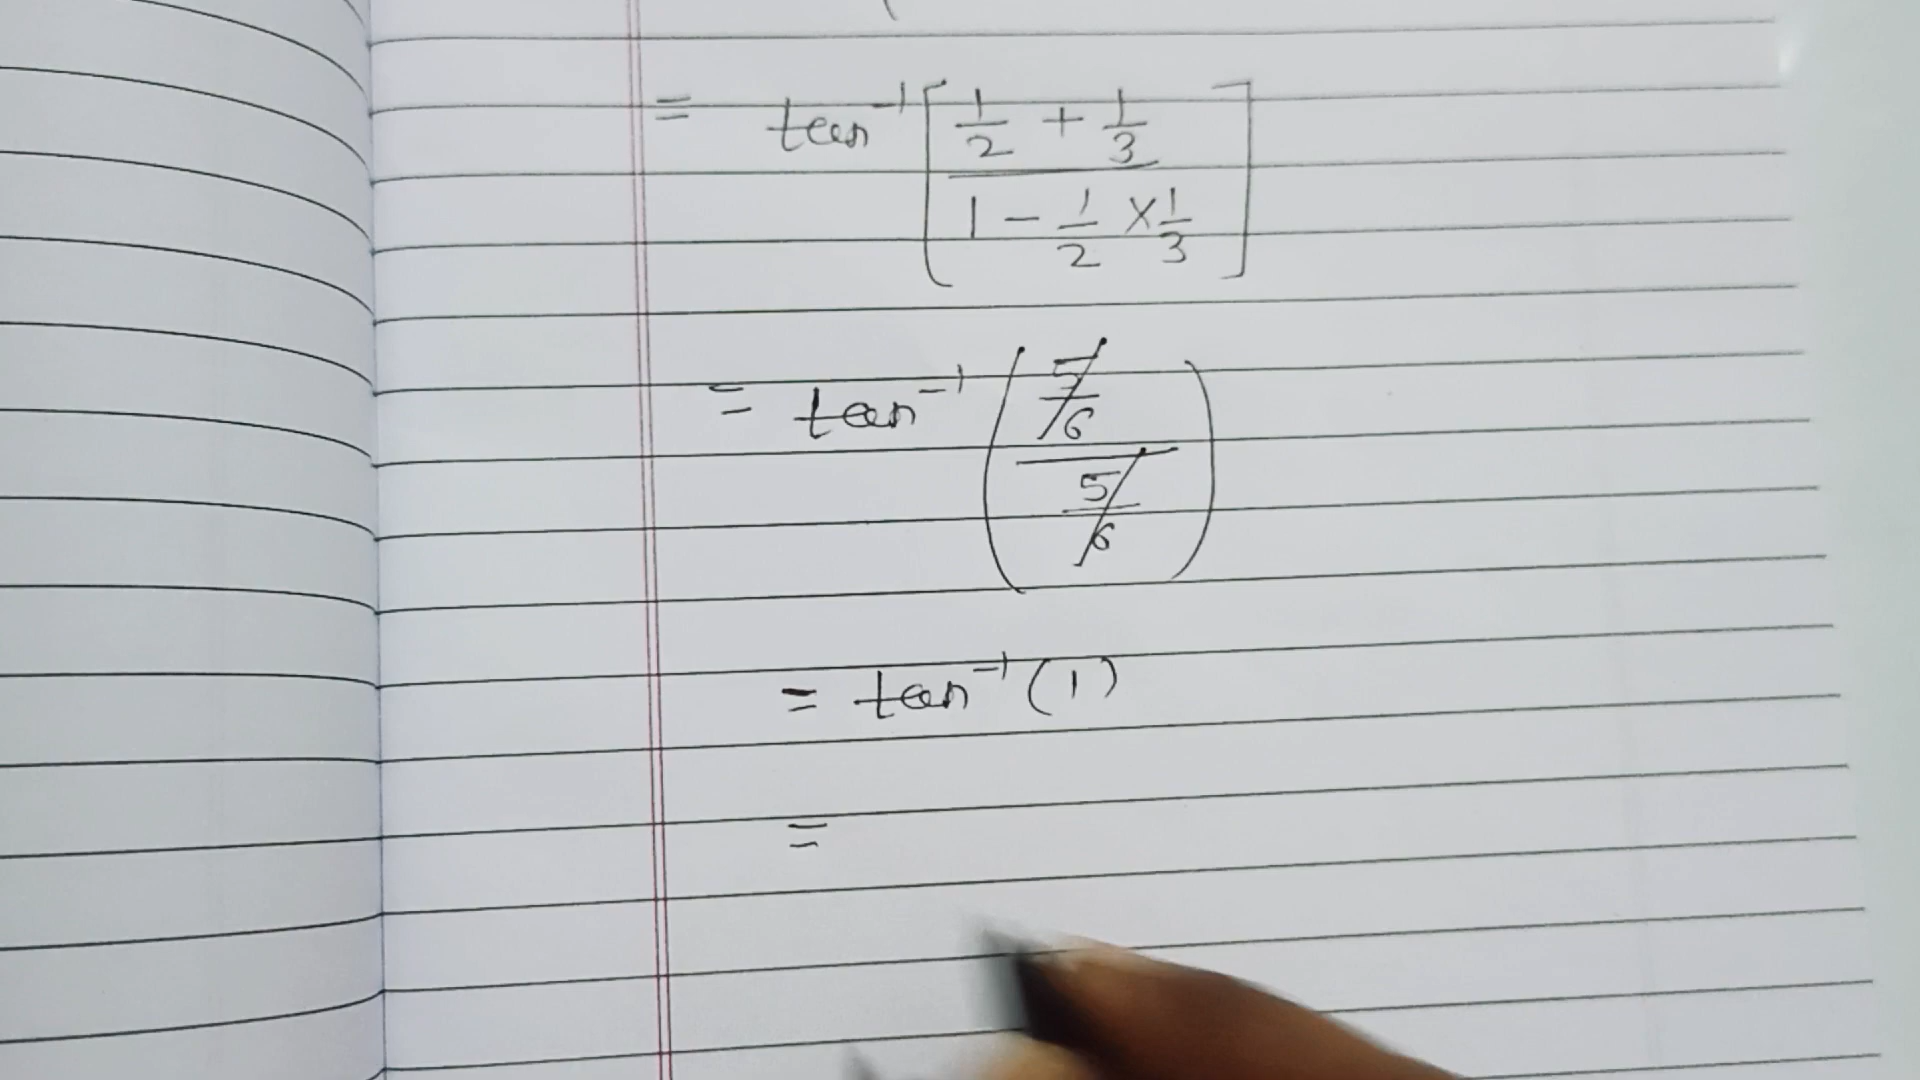 = tan⁻¹ [ (1/2 + 1/3) / (1 - 1/2 × 1/3) ]
= tan⁻¹ ( (5/6) / (5/6) )
= tan⁻¹ (1)
=